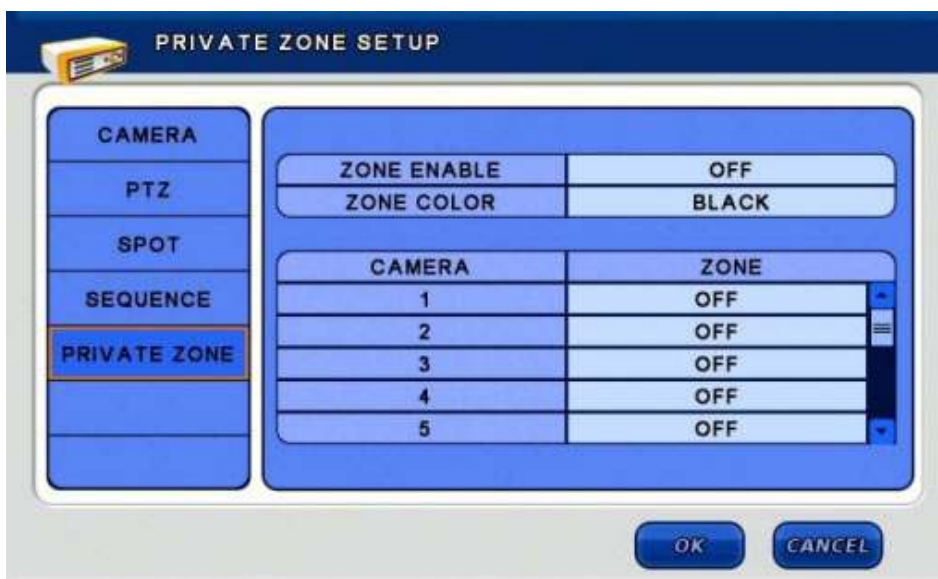 PRIVATE ZONE SETUP
CAMERA
PTZ
SPOT
SEQUENCE
PRIVATE ZONE
ZONE ENABLE OFF
ZONE COLOR BLACK
CAMERA ZONE
1 OFF
2 OFF
3 OFF
4 OFF
5 OFF
OK CANCEL